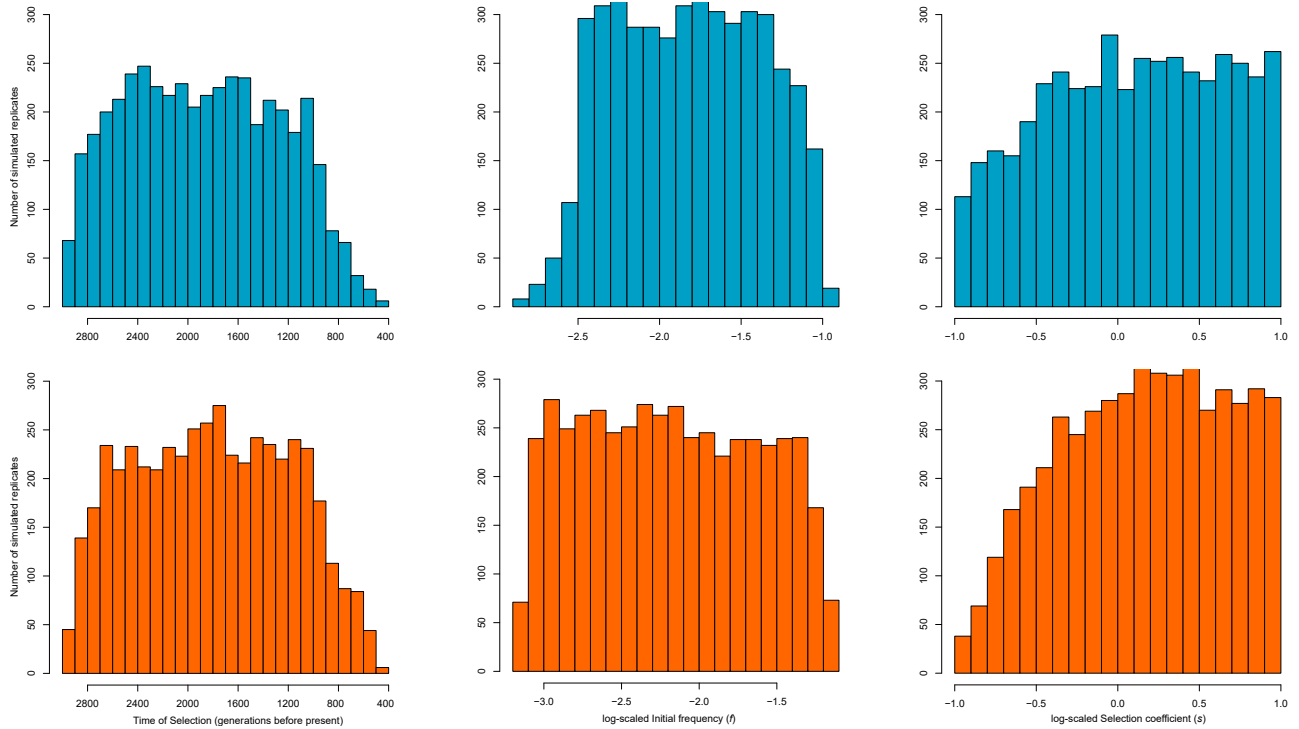 Number of simulated replicates
0 50 100 150 200 250 300
2800 2400 2000 1600 1200 800 400
0 50 100 150 200 250 300
−2.5 −2.0 −1.5 −1.0
0 50 100 150 200 250 300
−1.0 −0.5 0.0 0.5 1.0
Number of simulated replicates
0 50 100 150 200 250 300
2800 2400 2000 1600 1200 800 400
Time of Selection (generations before present)
0 50 100 150 200 250 300
−3.0 −2.5 −2.0 −1.5
log-scaled Initial frequency (f)
0 50 100 150 200 250 300
−1.0 −0.5 0.0 0.5 1.0
log-scaled Selection coefficient (s)